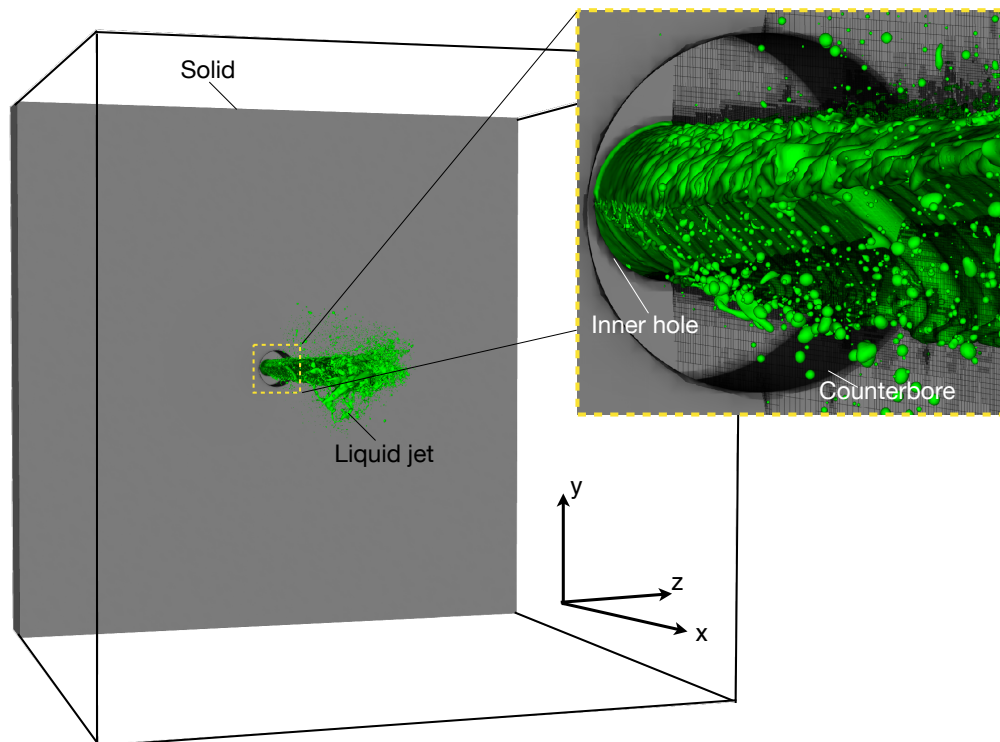 Solid
Inner hole
Counterbore
Liquid jet
y
z
x